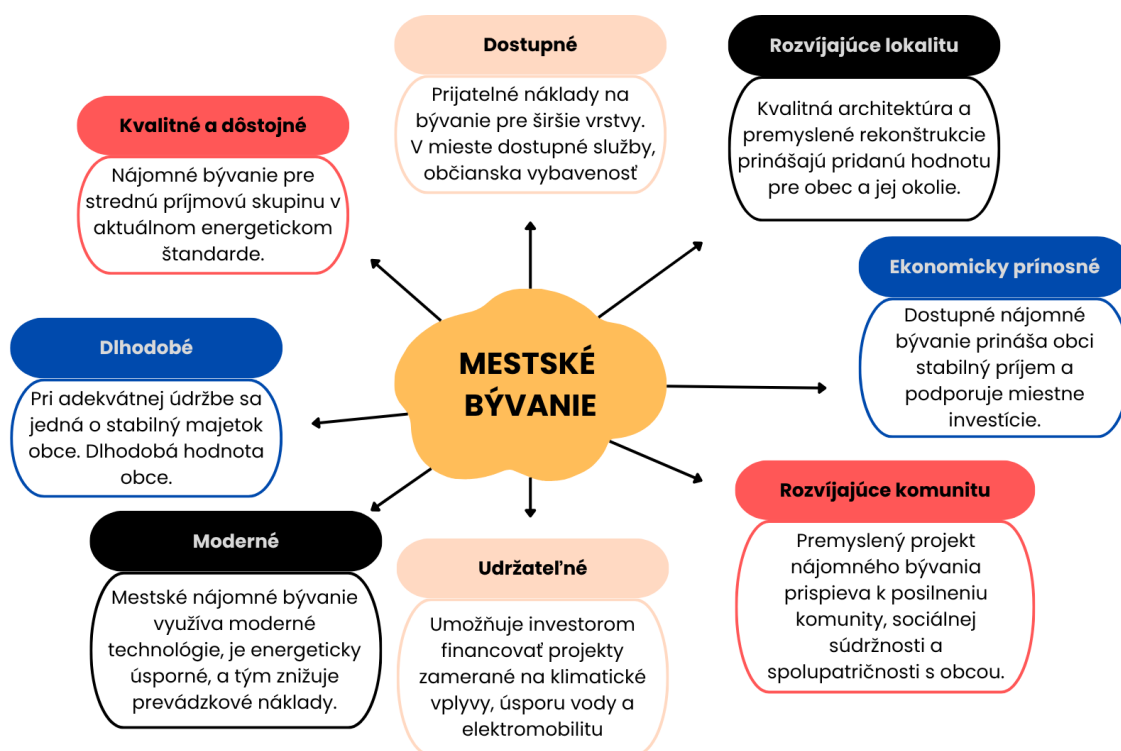 Dostupné
Prijatelné náklady na
bývanie pre širšie vrstvy.
V mieste dostupné služby,
občianska vybavenosť
Rozvíjajúce lokalitu
Kvalitná architektúra a
premyslené rekonštrukcie
prinášajú pridanú hodnotu
pre obec a jej okolie.
Kvalitné a dôstojné
Nájomné bývanie pre
strednú príjmovú skupinu v
aktuálnom energetickom
štandarde.
Ekonomicky prínosné
Dostupné nájomné
bývanie prináša obci
stabilný príjem a
podporuje miestne
investície.
MESTSKÉ
BÝVANIE
Dlhodobé
Pri adekvátnej údržbe sa
jedná o stabilný majetok
obce. Dlhodobá hodnota
obce.
Rozvíjajúce komunitu
Premyslený projekt
nájomného bývania
prispieva k posilneniu
komunity, sociálnej
súdržnosti a
spolupatričnosti s obcou.
Moderné
Mestské nájomné bývanie
využíva moderné
technológie, je energeticky
úsporné, a tým znižuje
prevádzkové náklady.
Udržateľné
Umožňuje investorom
financovať projekty
zamerané na klimatické
vplyvy, úsporu vody a
elektromobilitu